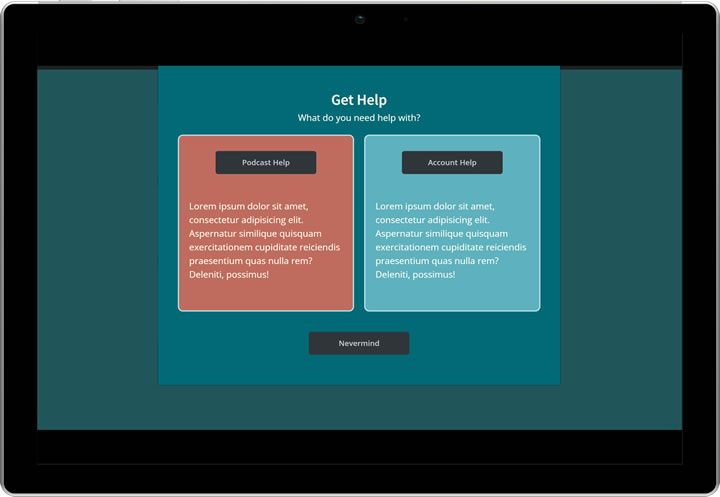 Get Help
What do you need help with?
Podcast Help
Lorem ipsum dolor sit amet,
consectetur adipisicing elit.
Aspernatur similique quisquam
exercitationem cupiditate reiciendis
praesentium quas nulla rem?
Deleniti, possimus!
Account Help
Lorem ipsum dolor sit amet,
consectetur adipisicing elit.
Aspernatur similique quisquam
exercitationem cupiditate reiciendis
praesentium quas nulla rem?
Deleniti, possimus!
Nevermind